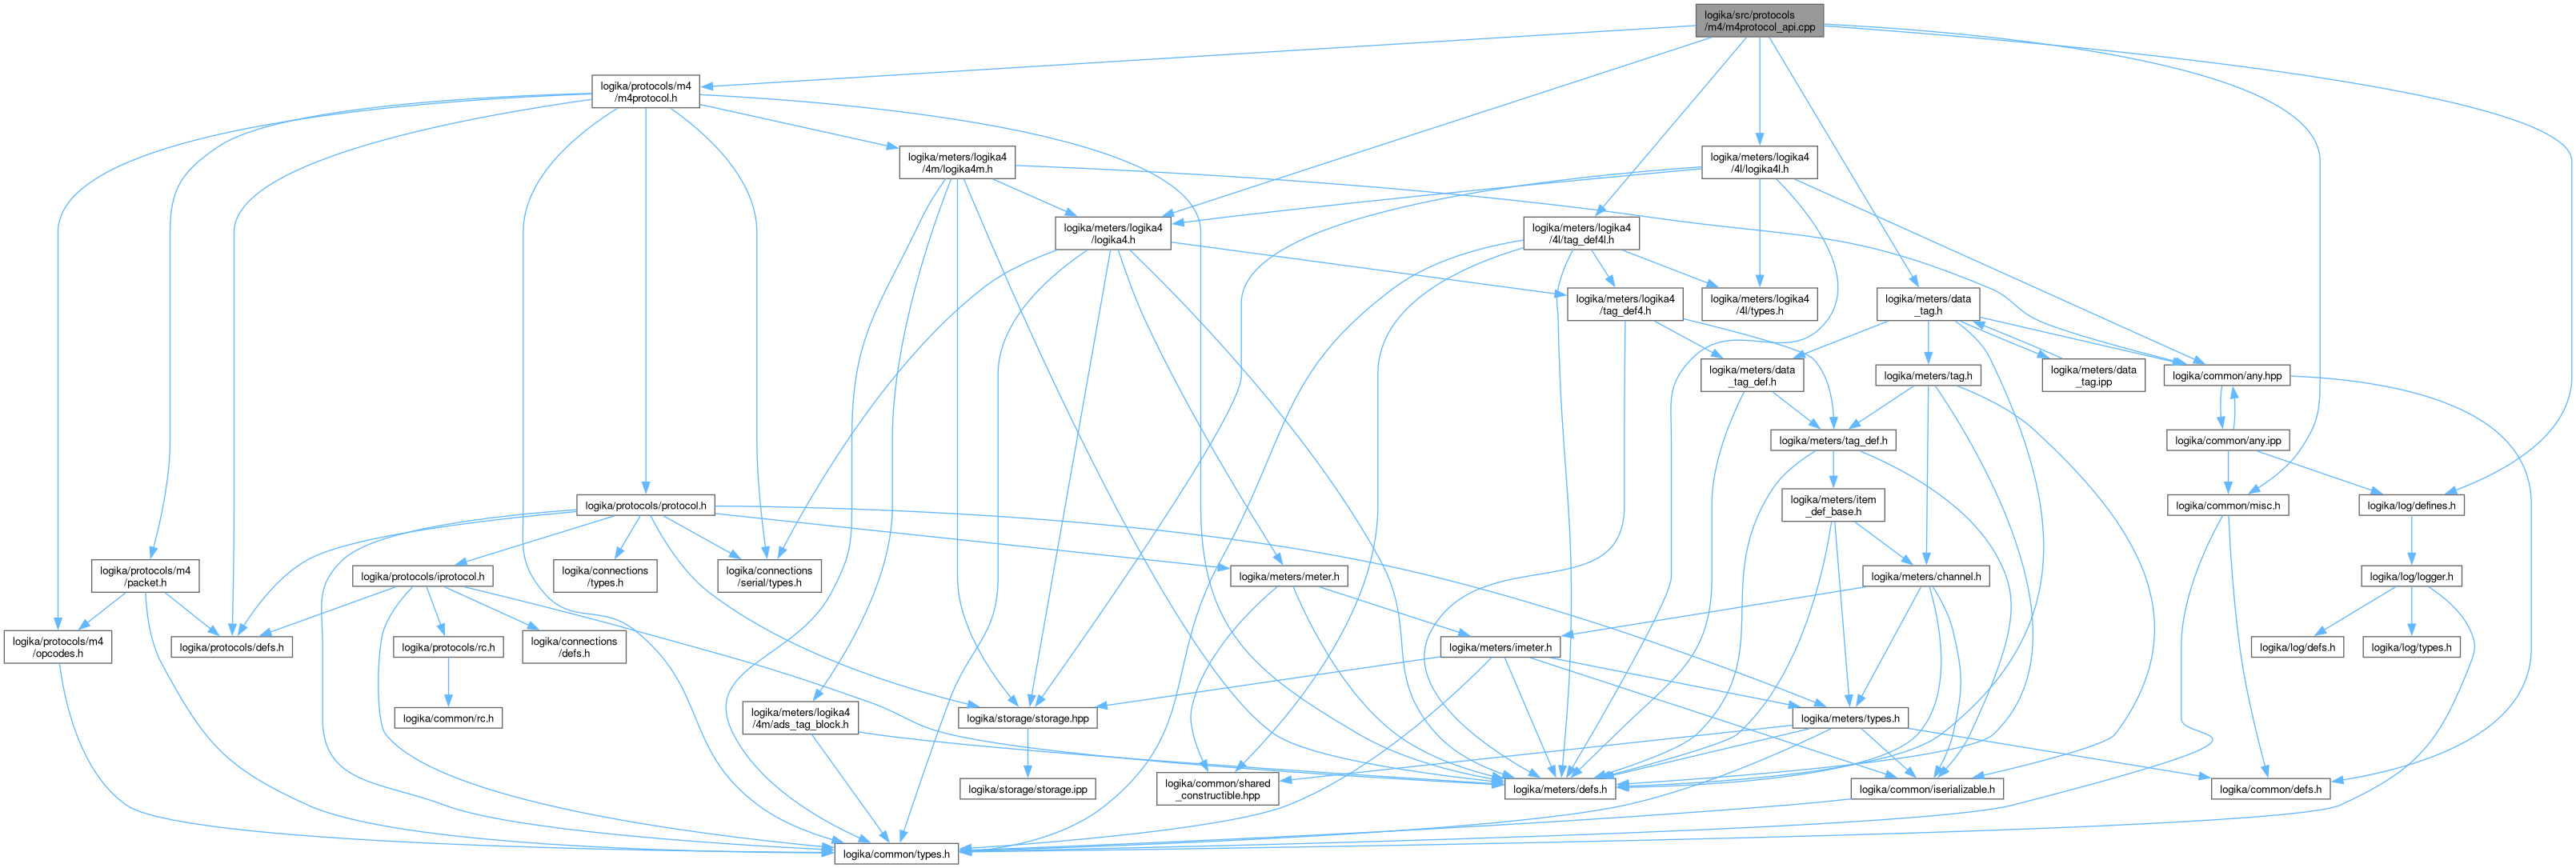 logika/src/protocols
/m4/m4protocol_api.cpp
logika/protocols/m4
/m4protocol.h
logika/meters/logika4
/4m/logika4m.h
logika/meters/logika4
/4l/logika4l.h
logika/meters/logika4
/logika4.h
logika/meters/logika4
/4l/tag_def4l.h
logika/meters/logika4
/tag_def4.h
logika/meters/logika4
/4l/types.h
logika/meters/data
_tag.h
logika/meters/data
_tag_def.h
logika/meters/tag.h
logika/meters/data
_tag.ipp
logika/common/any.hpp
logika/meters/tag_def.h
logika/common/any.ipp
logika/protocols/protocol.h
logika/meters/item
_def_base.h
logika/common/misc.h
logika/log/defines.h
logika/protocols/m4
/packet.h
logika/protocols/iprotocol.h
logika/connections
/types.h
logika/connections
/serial/types.h
logika/meters/meter.h
logika/meters/channel.h
logika/log/logger.h
logika/protocols/m4
/opcodes.h
logika/protocols/defs.h
logika/protocols/rc.h
logika/connections
/defs.h
logika/meters/imeter.h
logika/log/defs.h
logika/log/types.h
logika/common/rc.h
logika/meters/logika4
/4m/ads_tag_block.h
logika/storage/storage.hpp
logika/meters/types.h
logika/storage/storage.ipp
logika/common/shared
_constructible.hpp
logika/meters/defs.h
logika/common/iserializable.h
logika/common/defs.h
logika/common/types.h